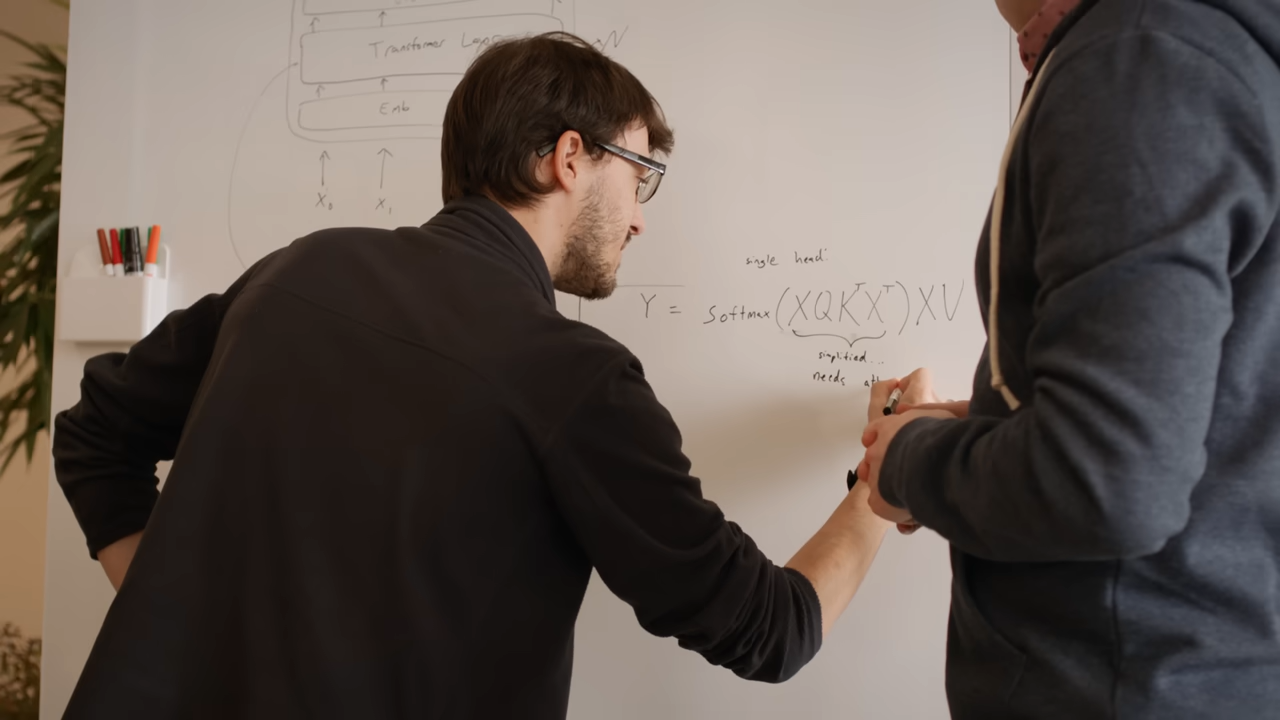 Transformer
N
Emb
X₀ X₁
single head:
Y = Softmax(XQKᵀXᵀ)XV
simplified...
needs